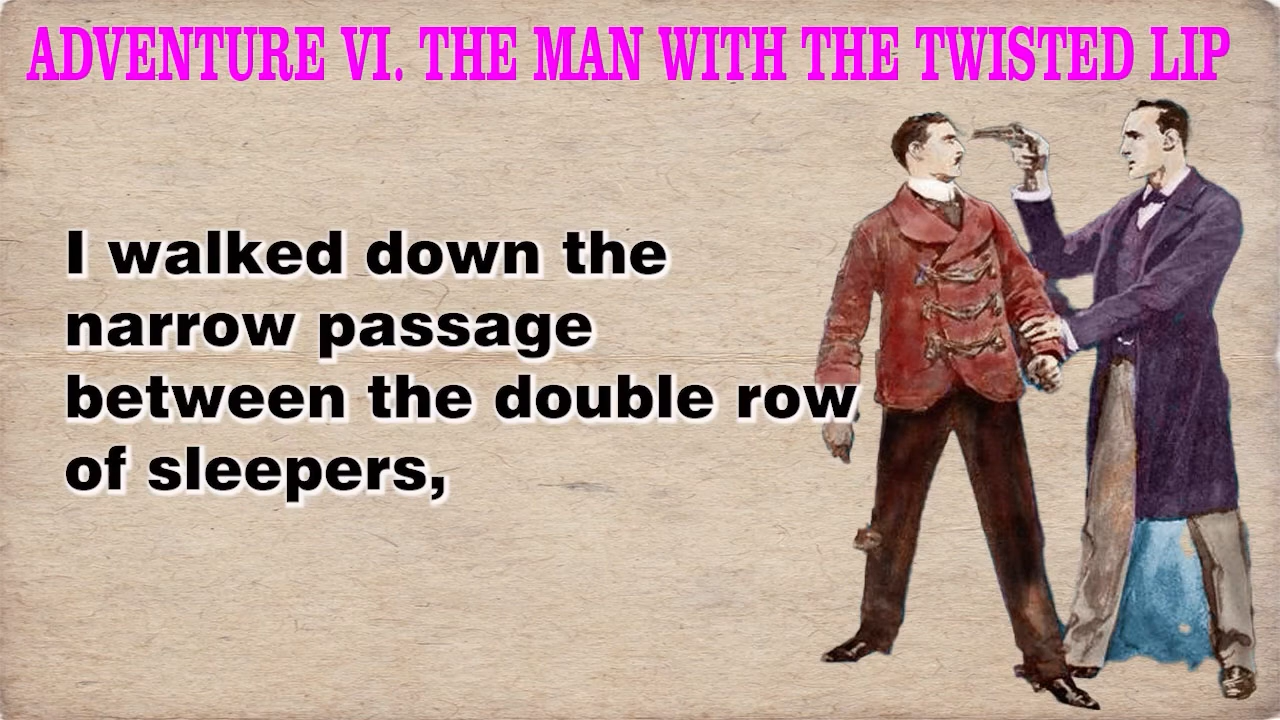 ADVENTURE VI. THE MAN WITH THE TWISTED LIP
I walked down the
narrow passage
between the double row
of sleepers,